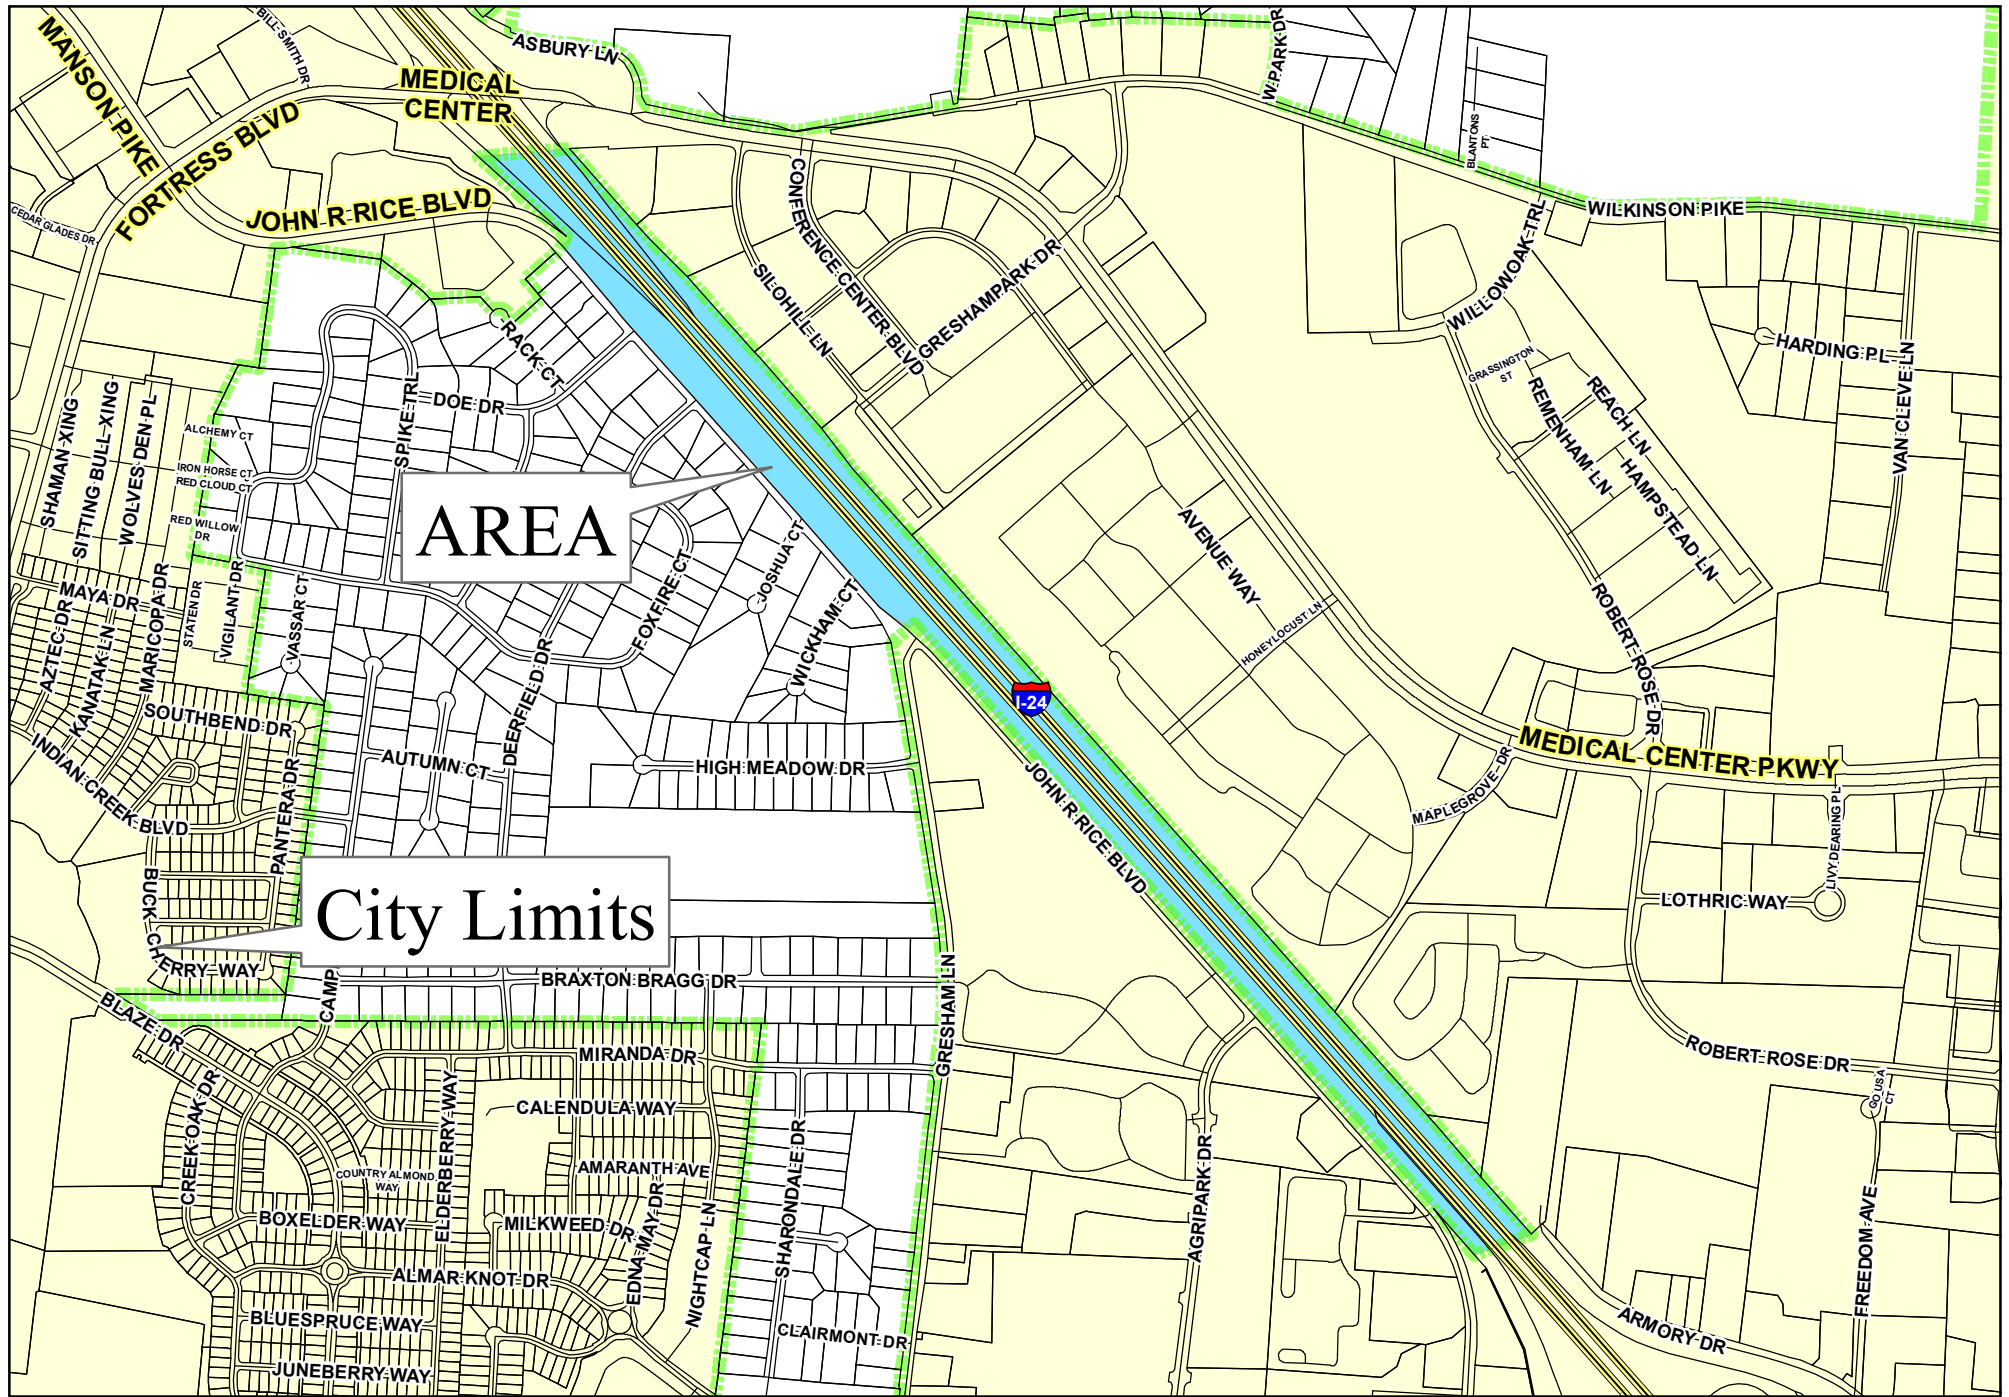 BILL SMITH DR
ASBURY LN
W PARK DR
MANSON PIKE
MEDICAL
CENTER
FORTRESS BLVD
BLANTONS
PT
CONFERENCE CENTER BLVD
JOHN R RICE BLVD
CEDAR GLADES DR
WILLOWOAK TRL
WILKINSON PIKE
SILOHILL LN
GRESHAMPARK DR
RACK CT
HARDING PL
VAN CLEVE LN
GRASSINGTON
ST
REMENHAM LN
REACH LN
HAMPSTEAD LN
SHAMAN XING
SITTING BULL XING
WOLVES DEN PL
SPIKE TRL
DOE DR
ALCHEMY CT
IRON HORSE CT
RED CLOUD CT
RED WILLOW
DR
AREA
AVENUE WAY
JOSHUA CT
FOXFIRE CT
WICKHAM CT
MAYA DR
AZTEC DR
KANATAK LN
MARICOPA DR
STATEN DR
VIGILANT DR
VASSAR CT
DEERFIELD DR
HONEYLOCUST LN
ROBERT ROSE DR
I-24
SOUTHBEND DR
INDIAN CREEK BLVD
PANTERA DR
AUTUMN CT
HIGH MEADOW DR
JOHN R RICE BLVD
MEDICAL CENTER PKWY
MAPLEGROVE DR
LIVY DEARING PL
BUCK
CHERRY WAY
City Limits
LOTHRIC WAY
CAMP
BRAXTON BRAGG DR
GRESHAM LN
BLAZE DR
MIRANDA DR
ROBERT ROSE DR
GO USA
CT
CREEK OAK DR
ELDERBERRY WAY
CALENDULA WAY
COUNTRY ALMOND
WAY
AMARANTH AVE
SHARONDALE DR
AGRIPARK DR
BOXELDER WAY
MILKWEED DR
EDNA MAY DR
NIGHTCAP LN
FREEDOM AVE
ALMAR KNOT DR
BLUESPRUCE WAY
CLAIRMONT DR
ARMORY DR
JUNEBERRY WAY